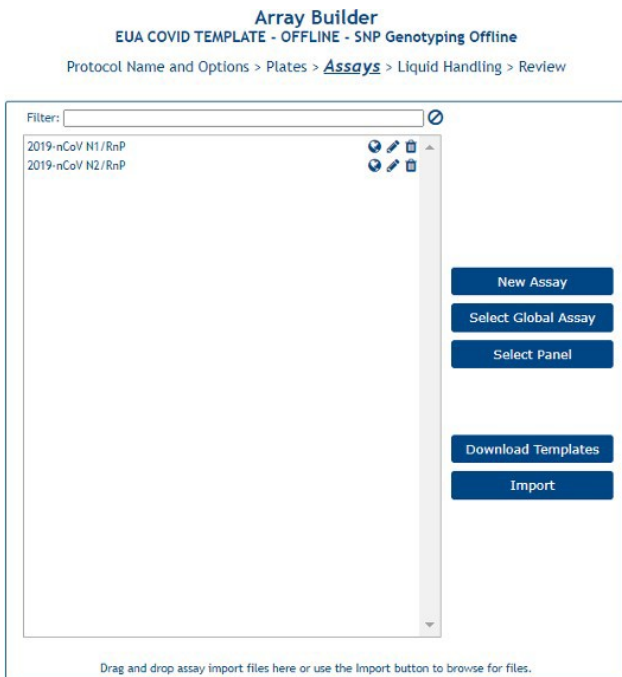 Array Builder
EUA COVID TEMPLATE - OFFLINE - SNP Genotyping Offline
Protocol Name and Options > Plates > Assays > Liquid Handling > Review
Filter:
2019-nCoV N1/RnP
2019-nCoV N2/RnP
New Assay
Select Global Assay
Select Panel
Download Templates
Import
Drag and drop assay import files here or use the Import button to browse for files.